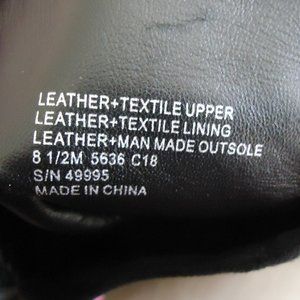 LEATHER+TEXTILE UPPER
LEATHER+TEXTILE LINING
LEATHER+MAN MADE OUTSOLE
8 1/2M 5636 C18
S/N 49995
MADE IN CHINA